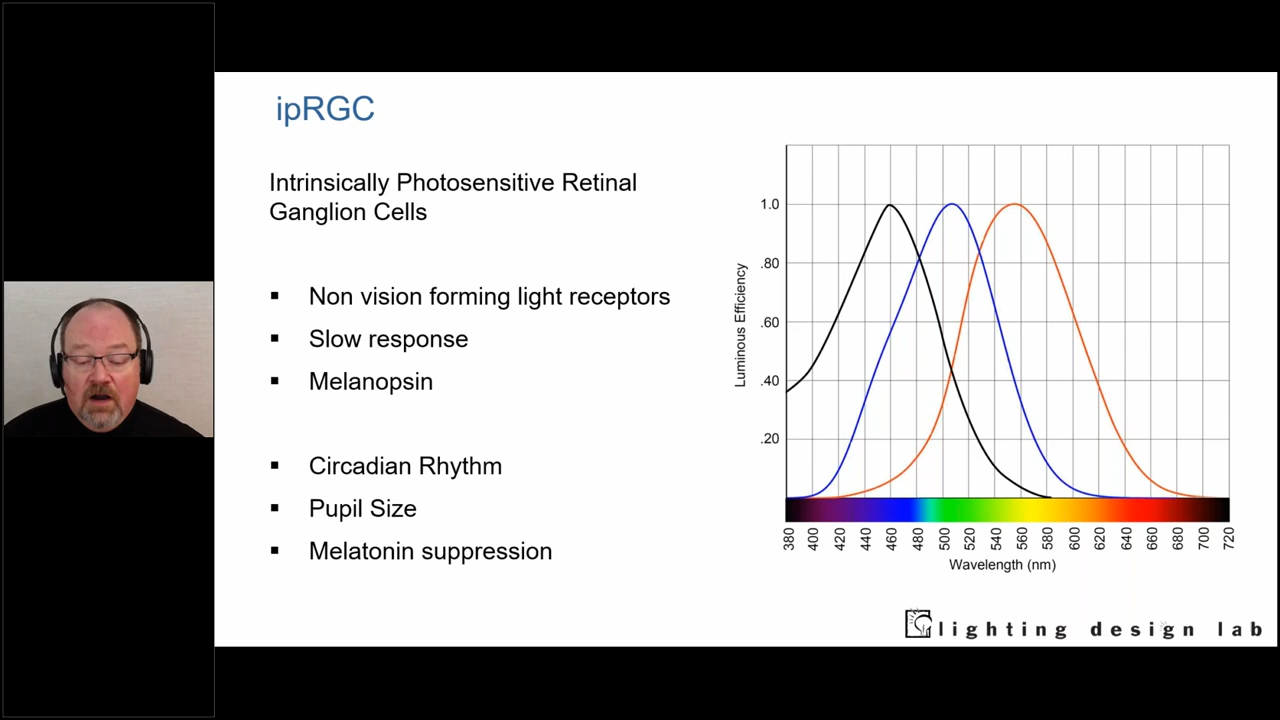 ipRGC
Intrinsically Photosensitive Retinal
Ganglion Cells
▪ Non vision forming light receptors
▪ Slow response
▪ Melanopsin
▪ Circadian Rhythm
▪ Pupil Size
▪ Melatonin suppression
Luminous Efficiency
1.0
.80
.60
.40
.20
380 400 420 440 460 480 500 520 540 560 580 600 620 640 660 680 700 720
Wavelength (nm)
lighting design lab